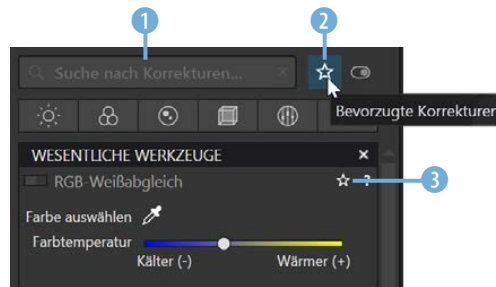 1 2
Suche nach Korrekturen...
Bevorzugte Korrekturen
WESENTLICHE WERKZEUGE
RGB-Weißabgleich ? 3
Farbe auswählen
Farbtemperatur
Kälter (-) Wärmer (+)